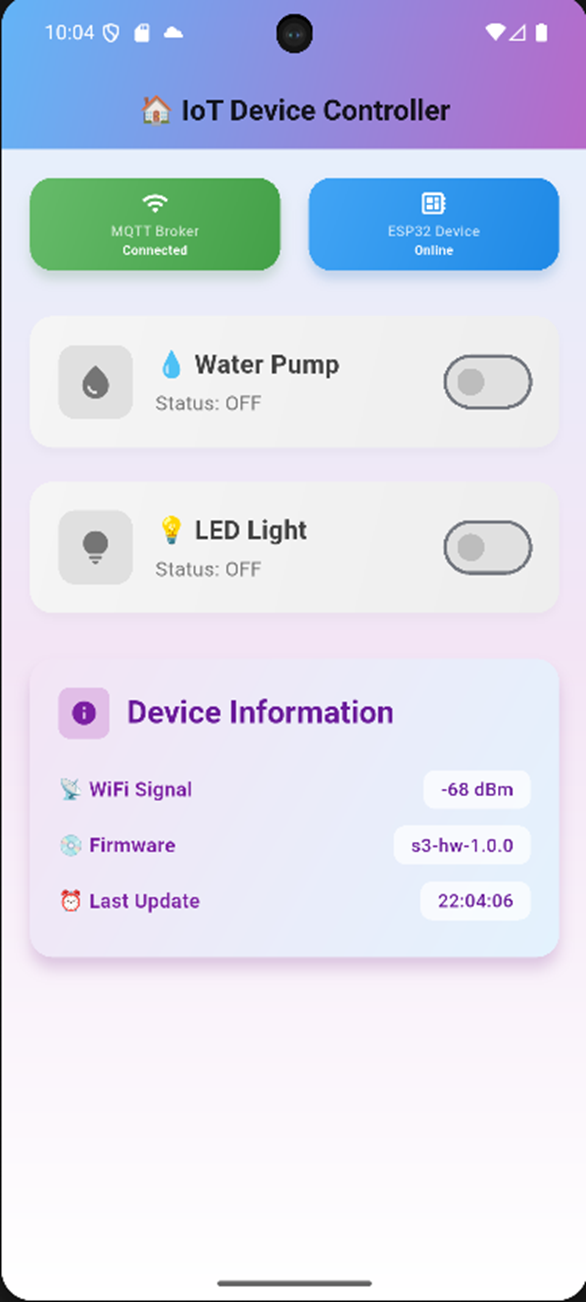 10:04
🏠 IoT Device Controller
MQTT Broker
Connected
ESP32 Device
Online
💧 Water Pump
Status: OFF
💡 LED Light
Status: OFF
Device Information
📡 WiFi Signal -68 dBm
💿 Firmware s3-hw-1.0.0
⏰ Last Update 22:04:06